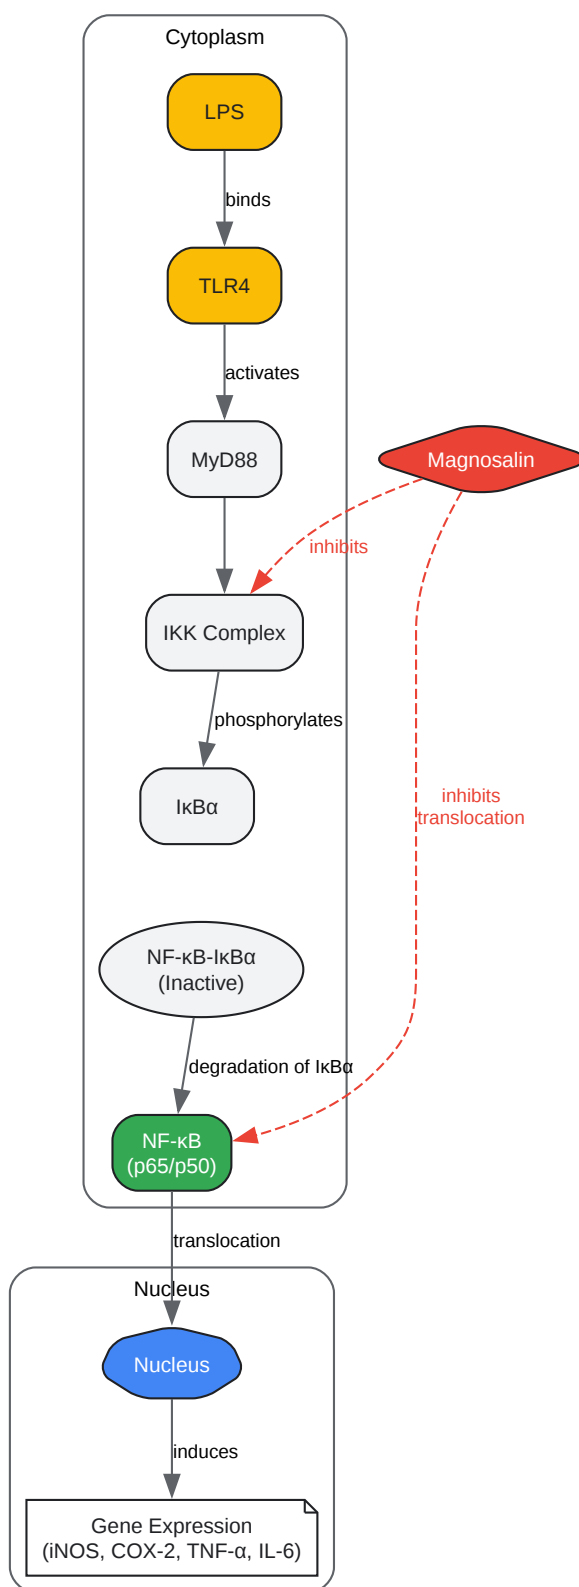 Cytoplasm
LPS
binds
TLR4
activates
MyD88
Magnosalin
inhibits
IKK Complex
phosphorylates
IκBα
inhibits
translocation
NF-κB-IκBα
(Inactive)
degradation of IκBα
NF-κB
(p65/p50)
translocation
Nucleus
Nucleus
induces
Gene Expression
(iNOS, COX-2, TNF-α, IL-6)